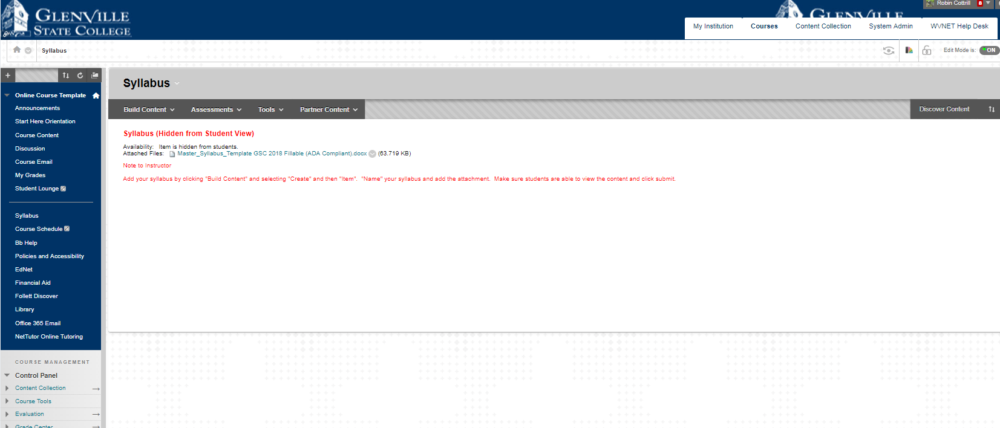 GLENVILLE
STATE COLLEGE
GLENVILLE
Robin Cottrill 8
My Institution Courses Content Collection System Admin WVNET Help Desk
Syllabus
Edit Mode is: ON
Syllabus
Build Content Assessments Tools Partner Content
Discover Content
Syllabus (Hidden from Student View)
Availability: Item is hidden from students.
Attached Files: Master_Syllabus_Template GSC 2018 Fillable (ADA Compliant).docx (63.719 KB)
Note to Instructor
Add your syllabus by clicking "Build Content" and selecting "Create" and then "Item". "Name" your syllabus and add the attachment. Make sure students are able to view the content and click submit.
Online Course Template
Announcements
Start Here Orientation
Course Content
Discussion
Course Email
My Grades
Student Lounge
Syllabus
Course Schedule
Bb Help
Policies and Accessibility
EdNet
Financial Aid
Follett Discover
Library
Office 365 Email
NetTutor Online Tutoring
COURSE MANAGEMENT
Control Panel
Content Collection
Course Tools
Evaluation
Grade Center